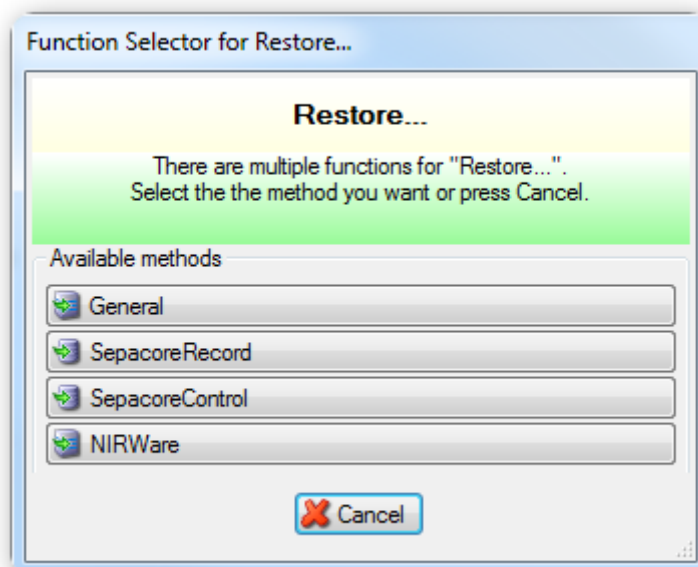 Function Selector for Restore...
Restore...
There are multiple functions for "Restore...".
Select the the method you want or press Cancel.
Available methods
General
SepacoreRecord
SepacoreControl
NIRWare
Cancel